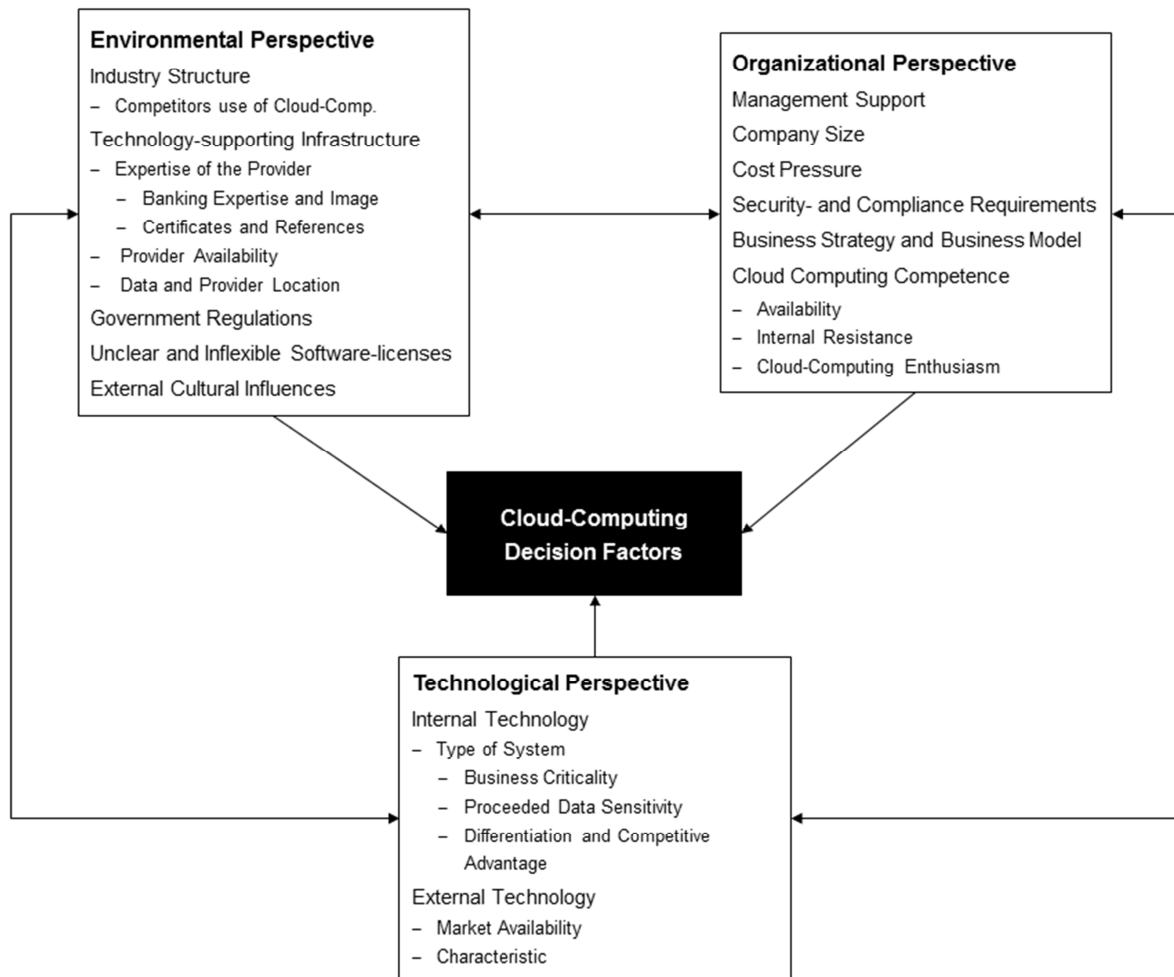 Environmental Perspective
Industry Structure
– Competitors use of Cloud-Comp.
Technology-supporting Infrastructure
– Expertise of the Provider
– Banking Expertise and Image
– Certificates and References
– Provider Availability
– Data and Provider Location
Government Regulations
Unclear and Inflexible Software-licenses
External Cultural Influences
Organizational Perspective
Management Support
Company Size
Cost Pressure
Security- and Compliance Requirements
Business Strategy and Business Model
Cloud Computing Competence
– Availability
– Internal Resistance
– Cloud-Computing Enthusiasm
Cloud-Computing
Decision Factors
Technological Perspective
Internal Technology
– Type of System
– Business Criticality
– Proceeded Data Sensitivity
– Differentiation and Competitive
Advantage
External Technology
– Market Availability
– Characteristic